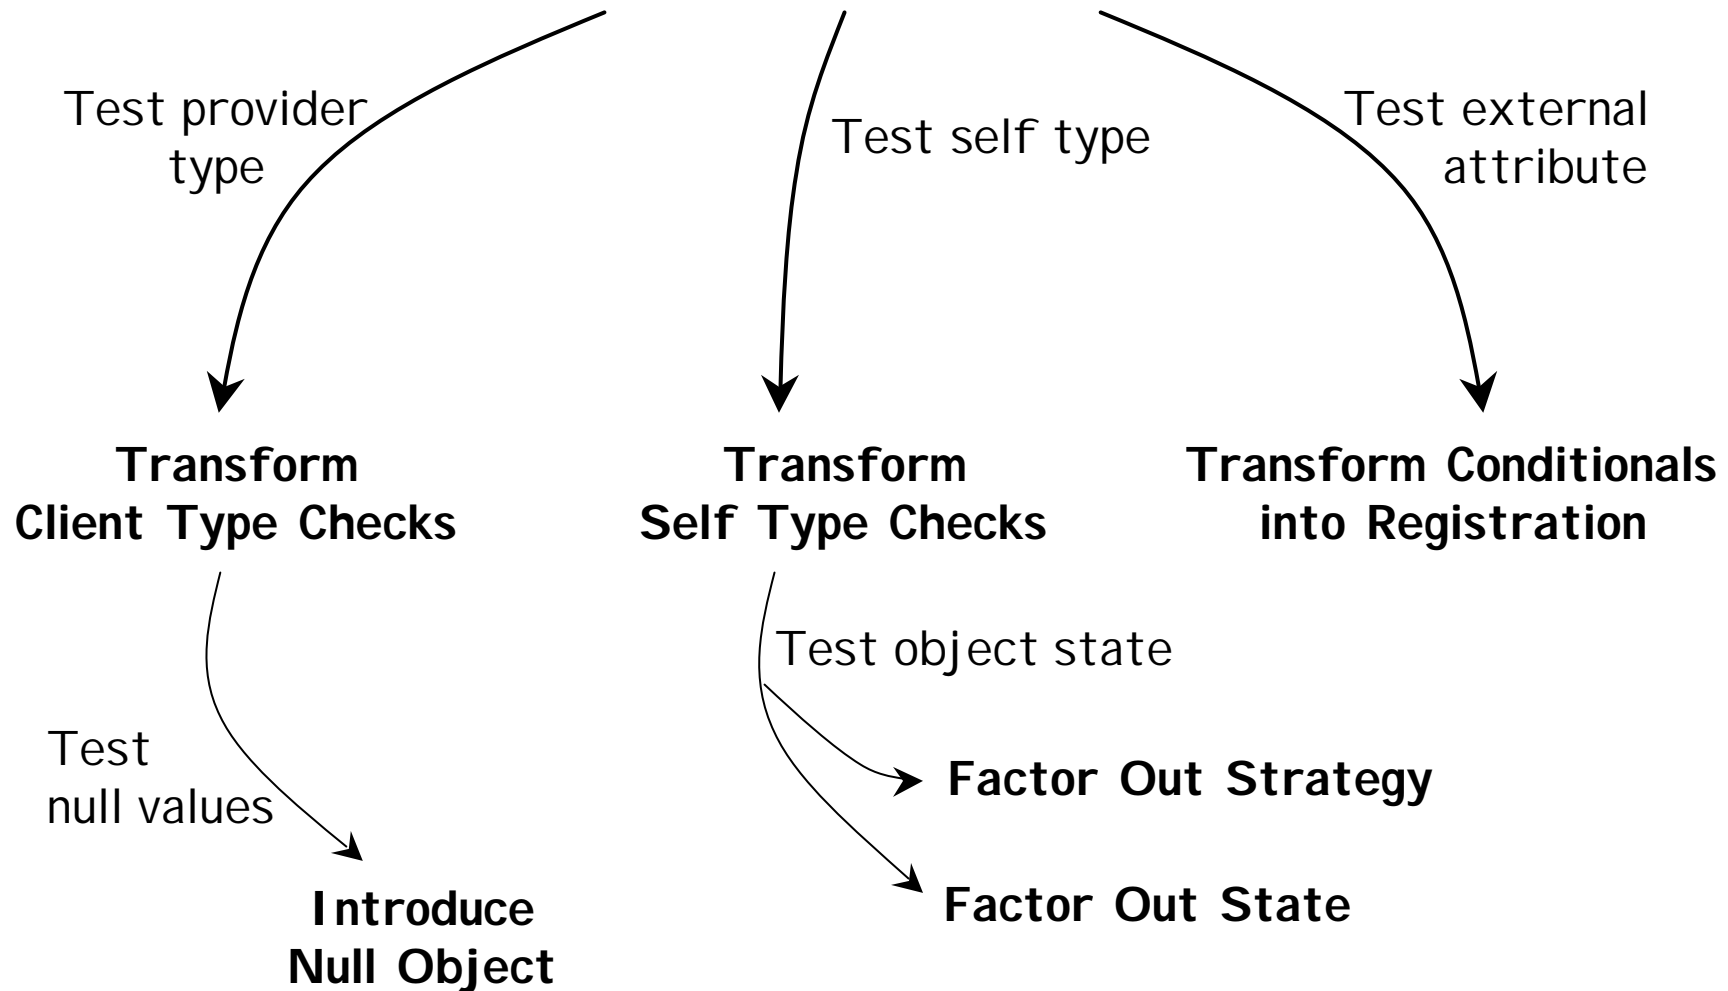 Test provider
type
Test self type
Test external
attribute
Transform
Client Type Checks
Transform
Self Type Checks
Transform Conditionals
into Registration
Test object state
Test
null values
Factor Out Strategy
Factor Out State
Introduce
Null Object